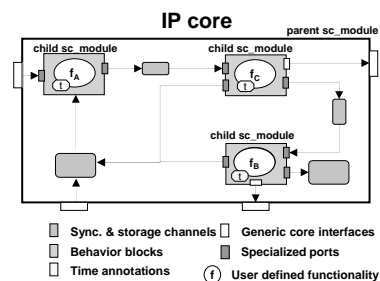 IP core
parent sc_module
child sc_module
child sc_module
fA
t
fC
t
child sc_module
fB
t
Sync. & storage channels
Generic core interfaces
Behavior blocks
Specialized ports
Time annotations
f User defined functionality